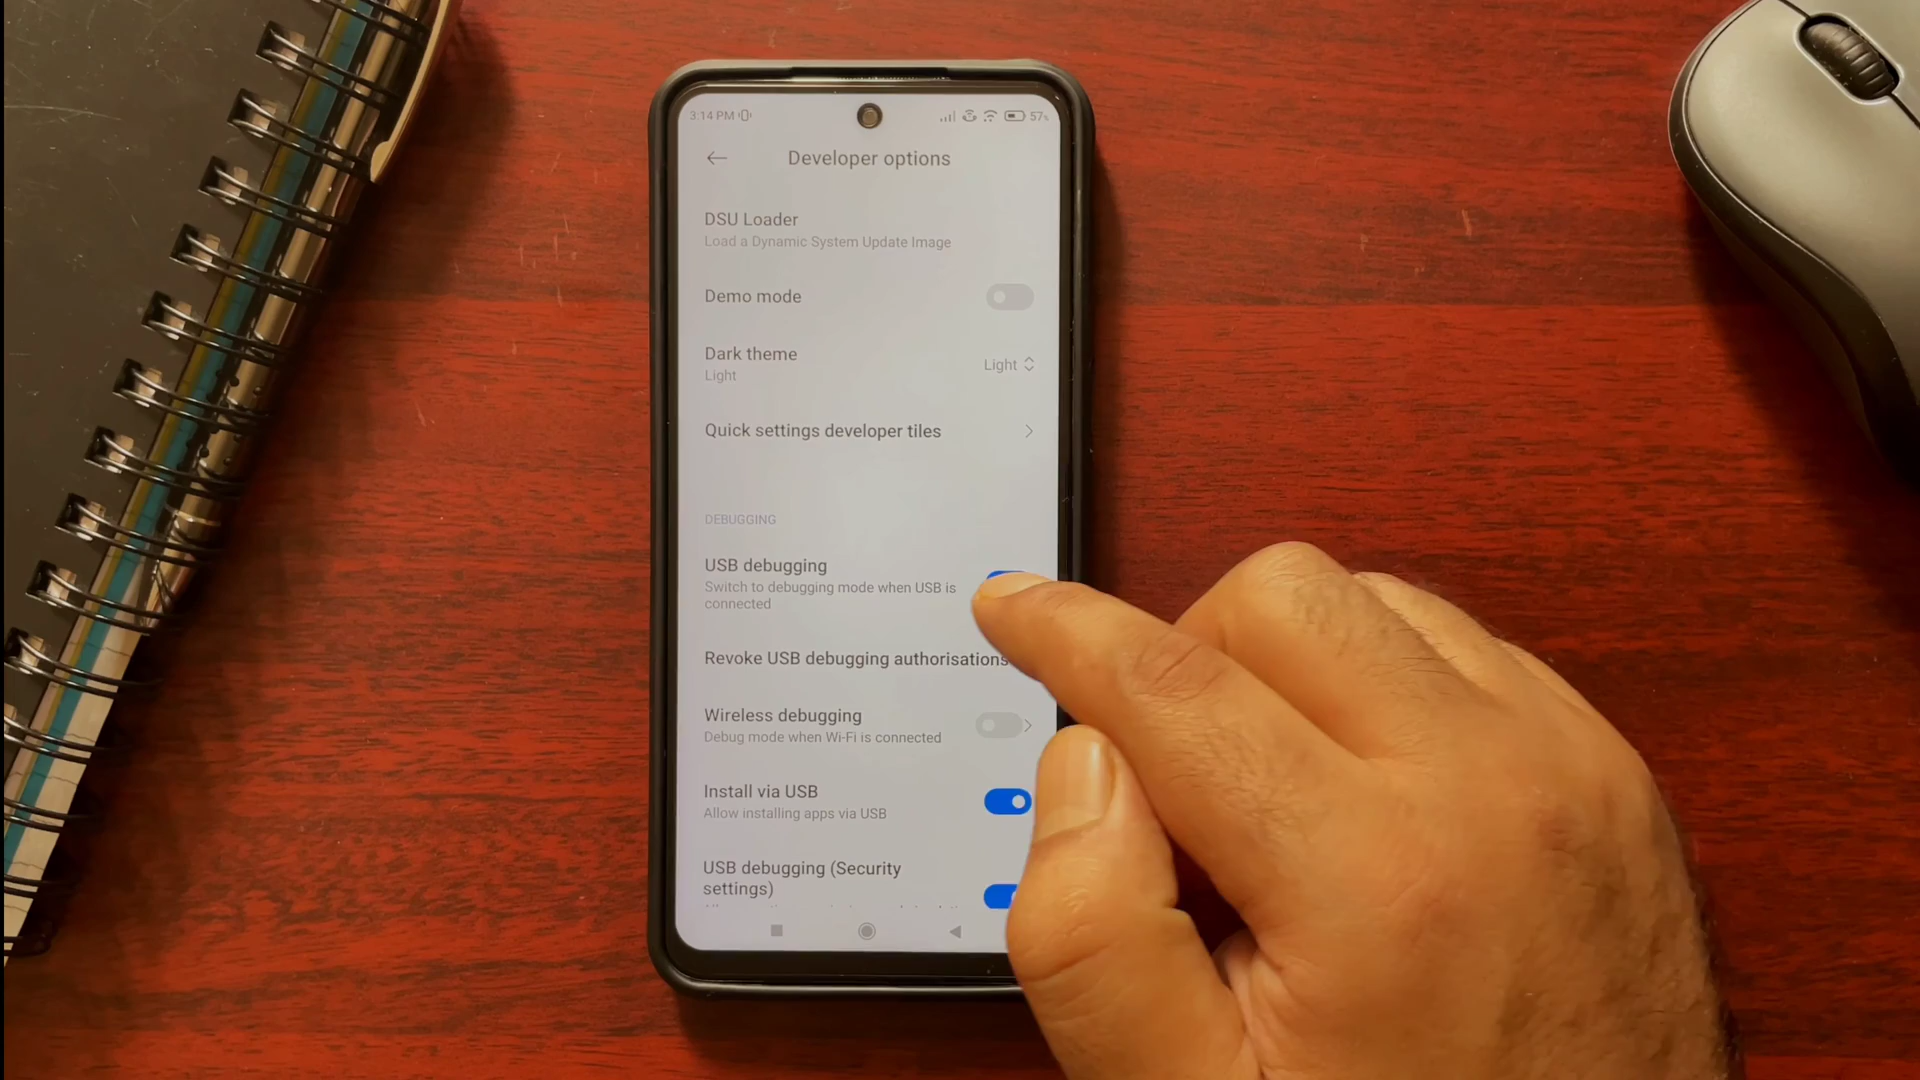 3:14 PM
57%
Developer options
DSU Loader
Load a Dynamic System Update Image
Demo mode
Dark theme
Light
Light
Quick settings developer tiles
DEBUGGING
USB debugging
Switch to debugging mode when USB is
connected
Revoke USB debugging authorisations
Wireless debugging
Debug mode when Wi-Fi is connected
Install via USB
Allow installing apps via USB
USB debugging (Security
settings)